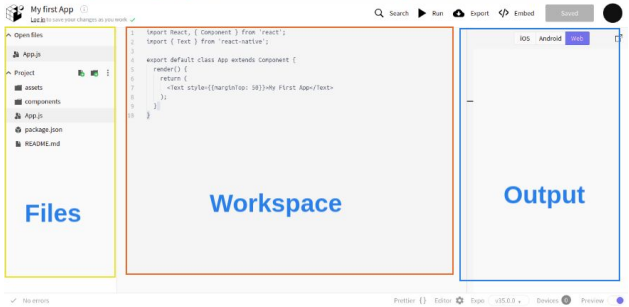 My first App
Log in to save your changes as you work
Search
Run
Export
Embed
Saved
Open files
App.js
Project
assets
components
App.js
package.json
README.md
Files
1 import React, { Component } from 'react';
2 import { Text } from 'react-native';
3
4 export default class App extends Component {
5 render() {
6 return (
7 <Text style={{marginTop: 50}}>My First App</Text>
8 );
9 }
10 }
Workspace
iOS Android Web
Output
No errors
Prettier { } Editor Expo v35.0.0 Devices 0 Preview